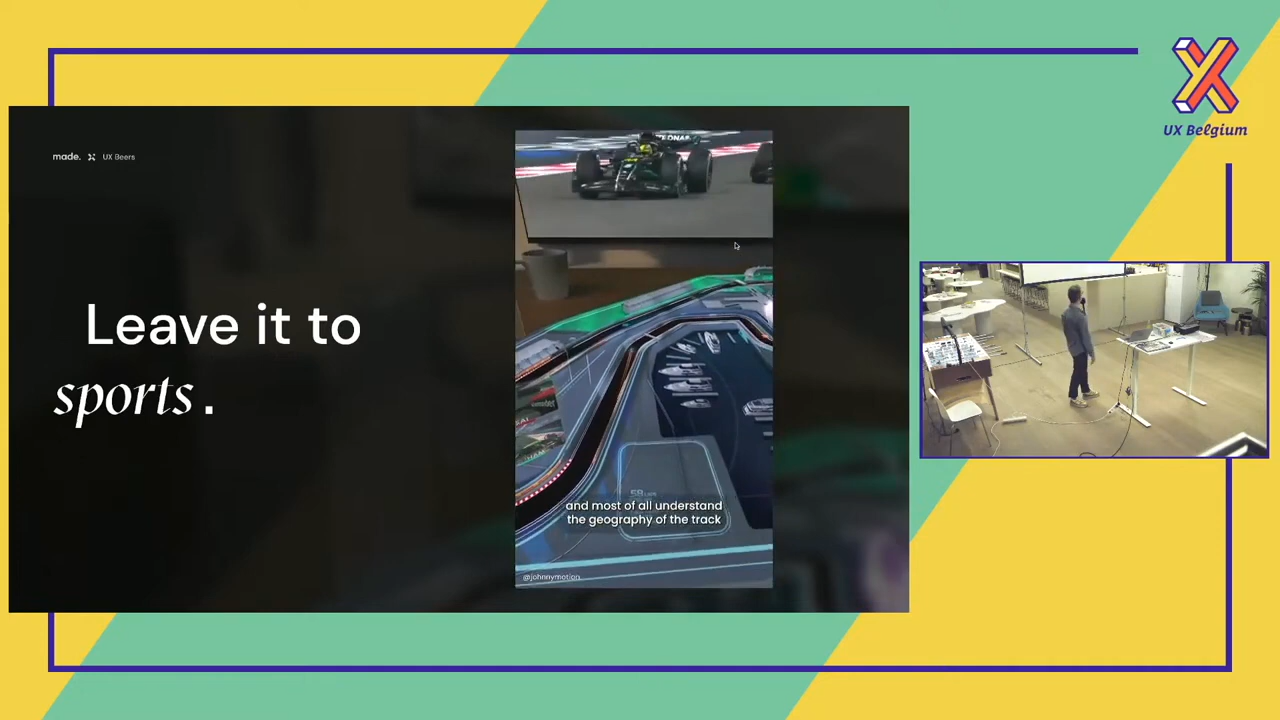 UX Belgium
made. UX Beers
Leave it to
sports.
and most of all understand
the geography of the track
@johnnymotion